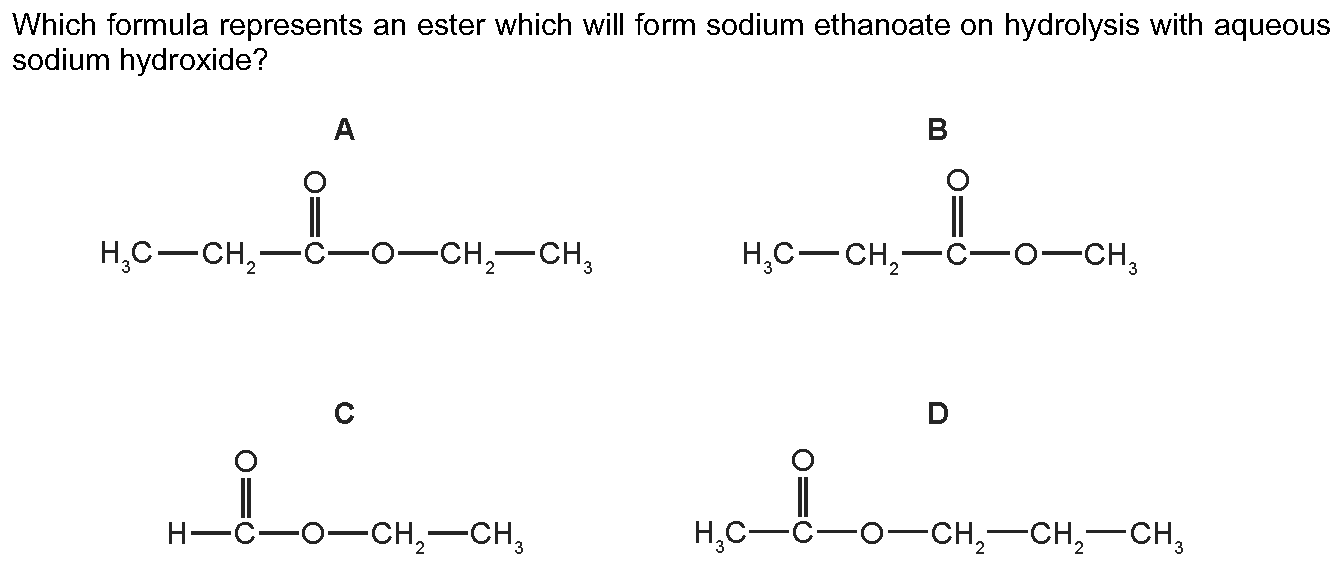 Which formula represents an ester which will form sodium ethanoate on hydrolysis with aqueous
sodium hydroxide?
A
B
O
O
H₃C—CH₂—C—O—CH₂—CH₃
H₃C—CH₂—C—O—CH₃
C
D
O
O
H—C—O—CH₂—CH₃
H₃C—C—O—CH₂—CH₂—CH₃